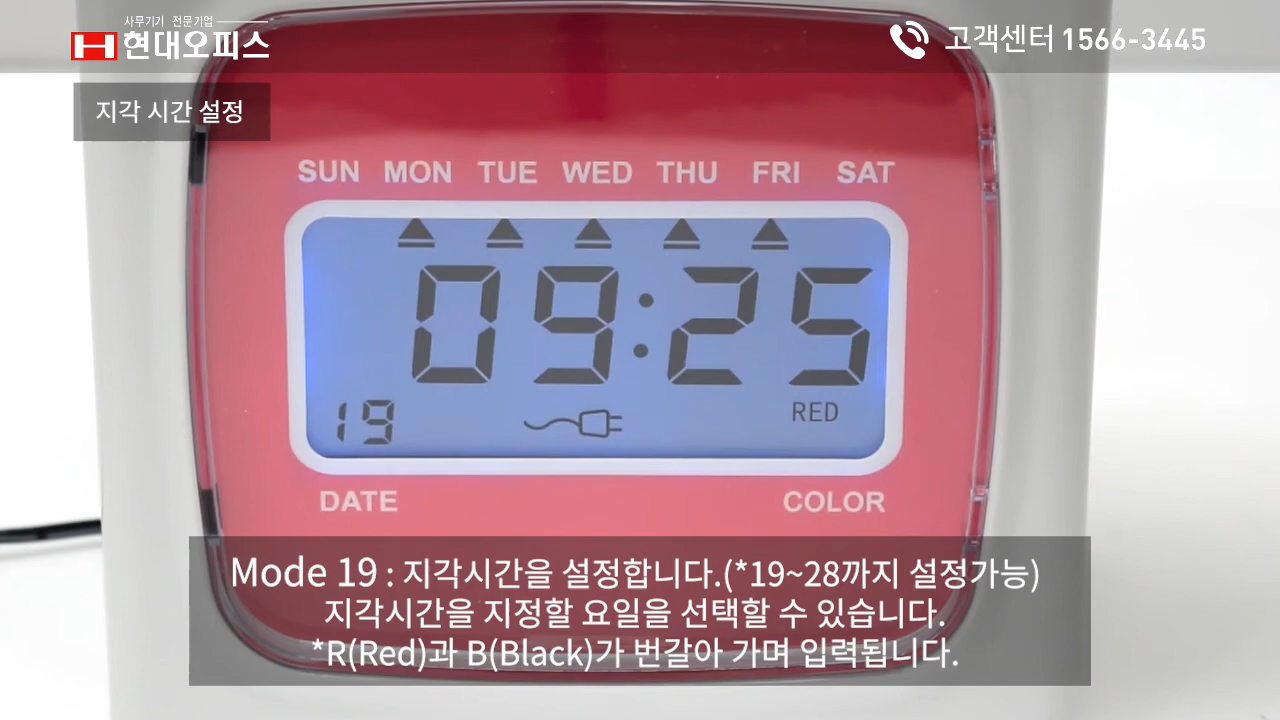 사무기기 전문기업
현대오피스
고객센터 1566-3445
지각 시간 설정
SUN MON TUE WED THU FRI SAT
09:25
19 RED
DATE COLOR
Mode 19 : 지각시간을 설정합니다.(*19~28까지 설정가능)
지각시간을 지정할 요일을 선택할 수 있습니다.
*R(Red)과 B(Black)가 번갈아 가며 입력됩니다.